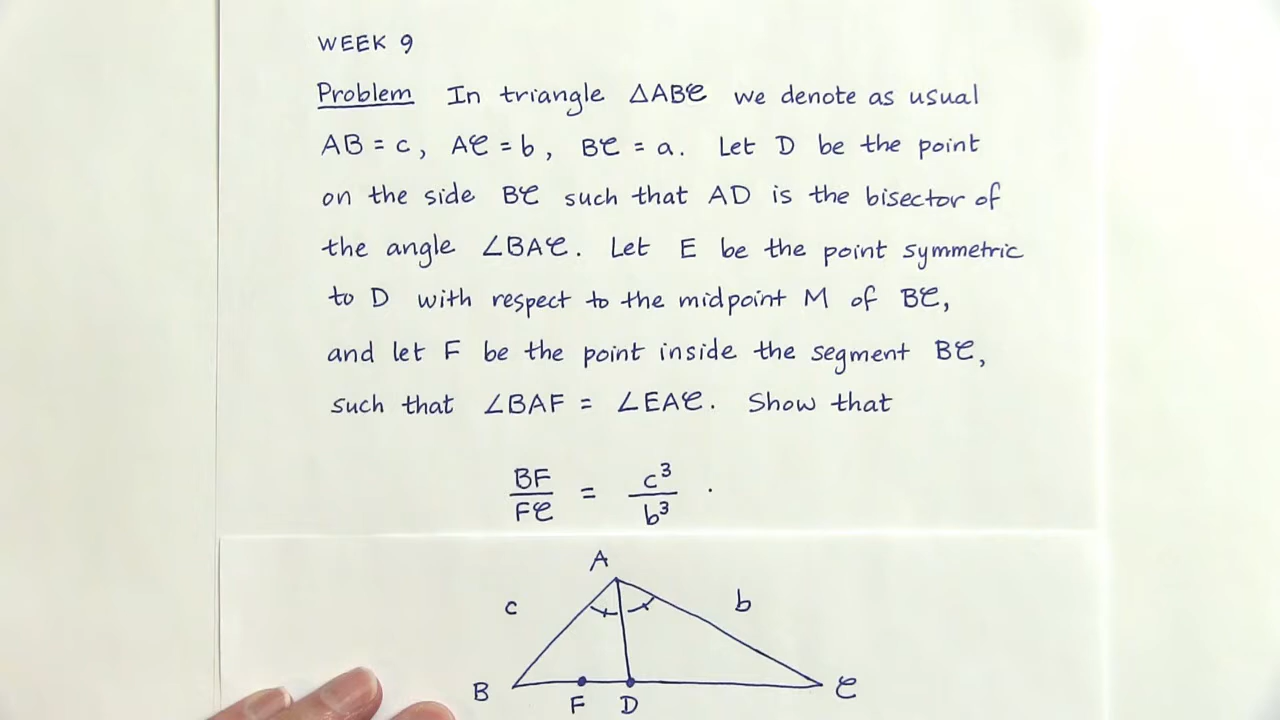 WEEK 9
Problem In triangle ΔABC we denote as usual
AB = c, AC = b, BC = a. Let D be the point
on the side BC such that AD is the bisector of
the angle ∠BAC. Let E be the point symmetric
to D with respect to the midpoint M of BC,
and let F be the point inside the segment BC,
such that ∠BAF = ∠EAC. Show that
BF/FC = c³/b³ .
A
c b
B F D C